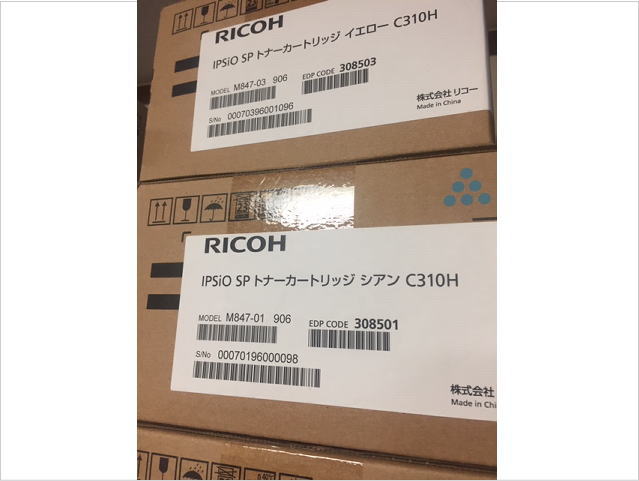 RICOH
IPSiO SP トナーカートリッジ イエロー C310H
MODEL M847-03 906 EDP CODE 308503
S/No 00070396001096
株式会社 リコー
Made in China
RICOH
IPSiO SP トナーカートリッジ シアン C310H
MODEL M847-01 906 EDP CODE 308501
S/No 00070196000098
株式会社
Made in Chi